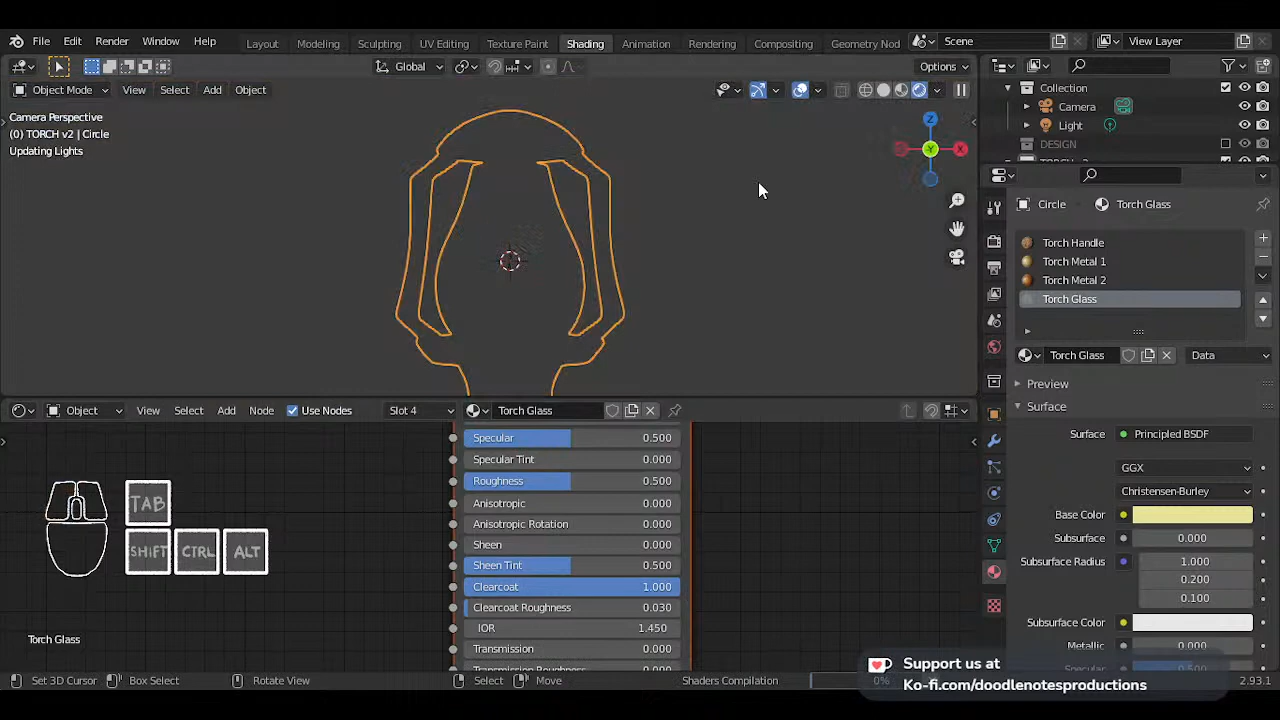 File Edit Render Window Help Layout Modeling Sculpting UV Editing Texture Paint Shading Animation Rendering Compositing Geometry Nod Scene View Layer
Global Options
Object Mode View Select Add Object
Camera Perspective
(0) TORCH v2 | Circle
Updating Lights
Z
Y
X
Collection
Camera
Light
DESIGN
Circle Torch Glass
Torch Handle
Torch Metal 1
Torch Metal 2
Torch Glass
Torch Glass Data
Preview
Surface
Surface Principled BSDF
GGX
Christensen-Burley
Base Color
Subsurface 0.000
Subsurface Radius 1.000
0.200
0.100
Subsurface Color
Metallic 0.000
Object View Select Add Node Use Nodes Slot 4 Torch Glass
Specular 0.500
Specular Tint 0.000
Roughness 0.500
Anisotropic 0.000
Anisotropic Rotation 0.000
Sheen 0.000
Sheen Tint 0.500
Clearcoat 1.000
Clearcoat Roughness 0.030
IOR 1.450
Transmission 0.000
TAB
SHIFT CTRL ALT
Torch Glass
Support us at
Ko-fi.com/doodlenotesproductions
Set 3D Cursor Box Select Rotate View Select Move Shaders Compilation 0% 2.93.1